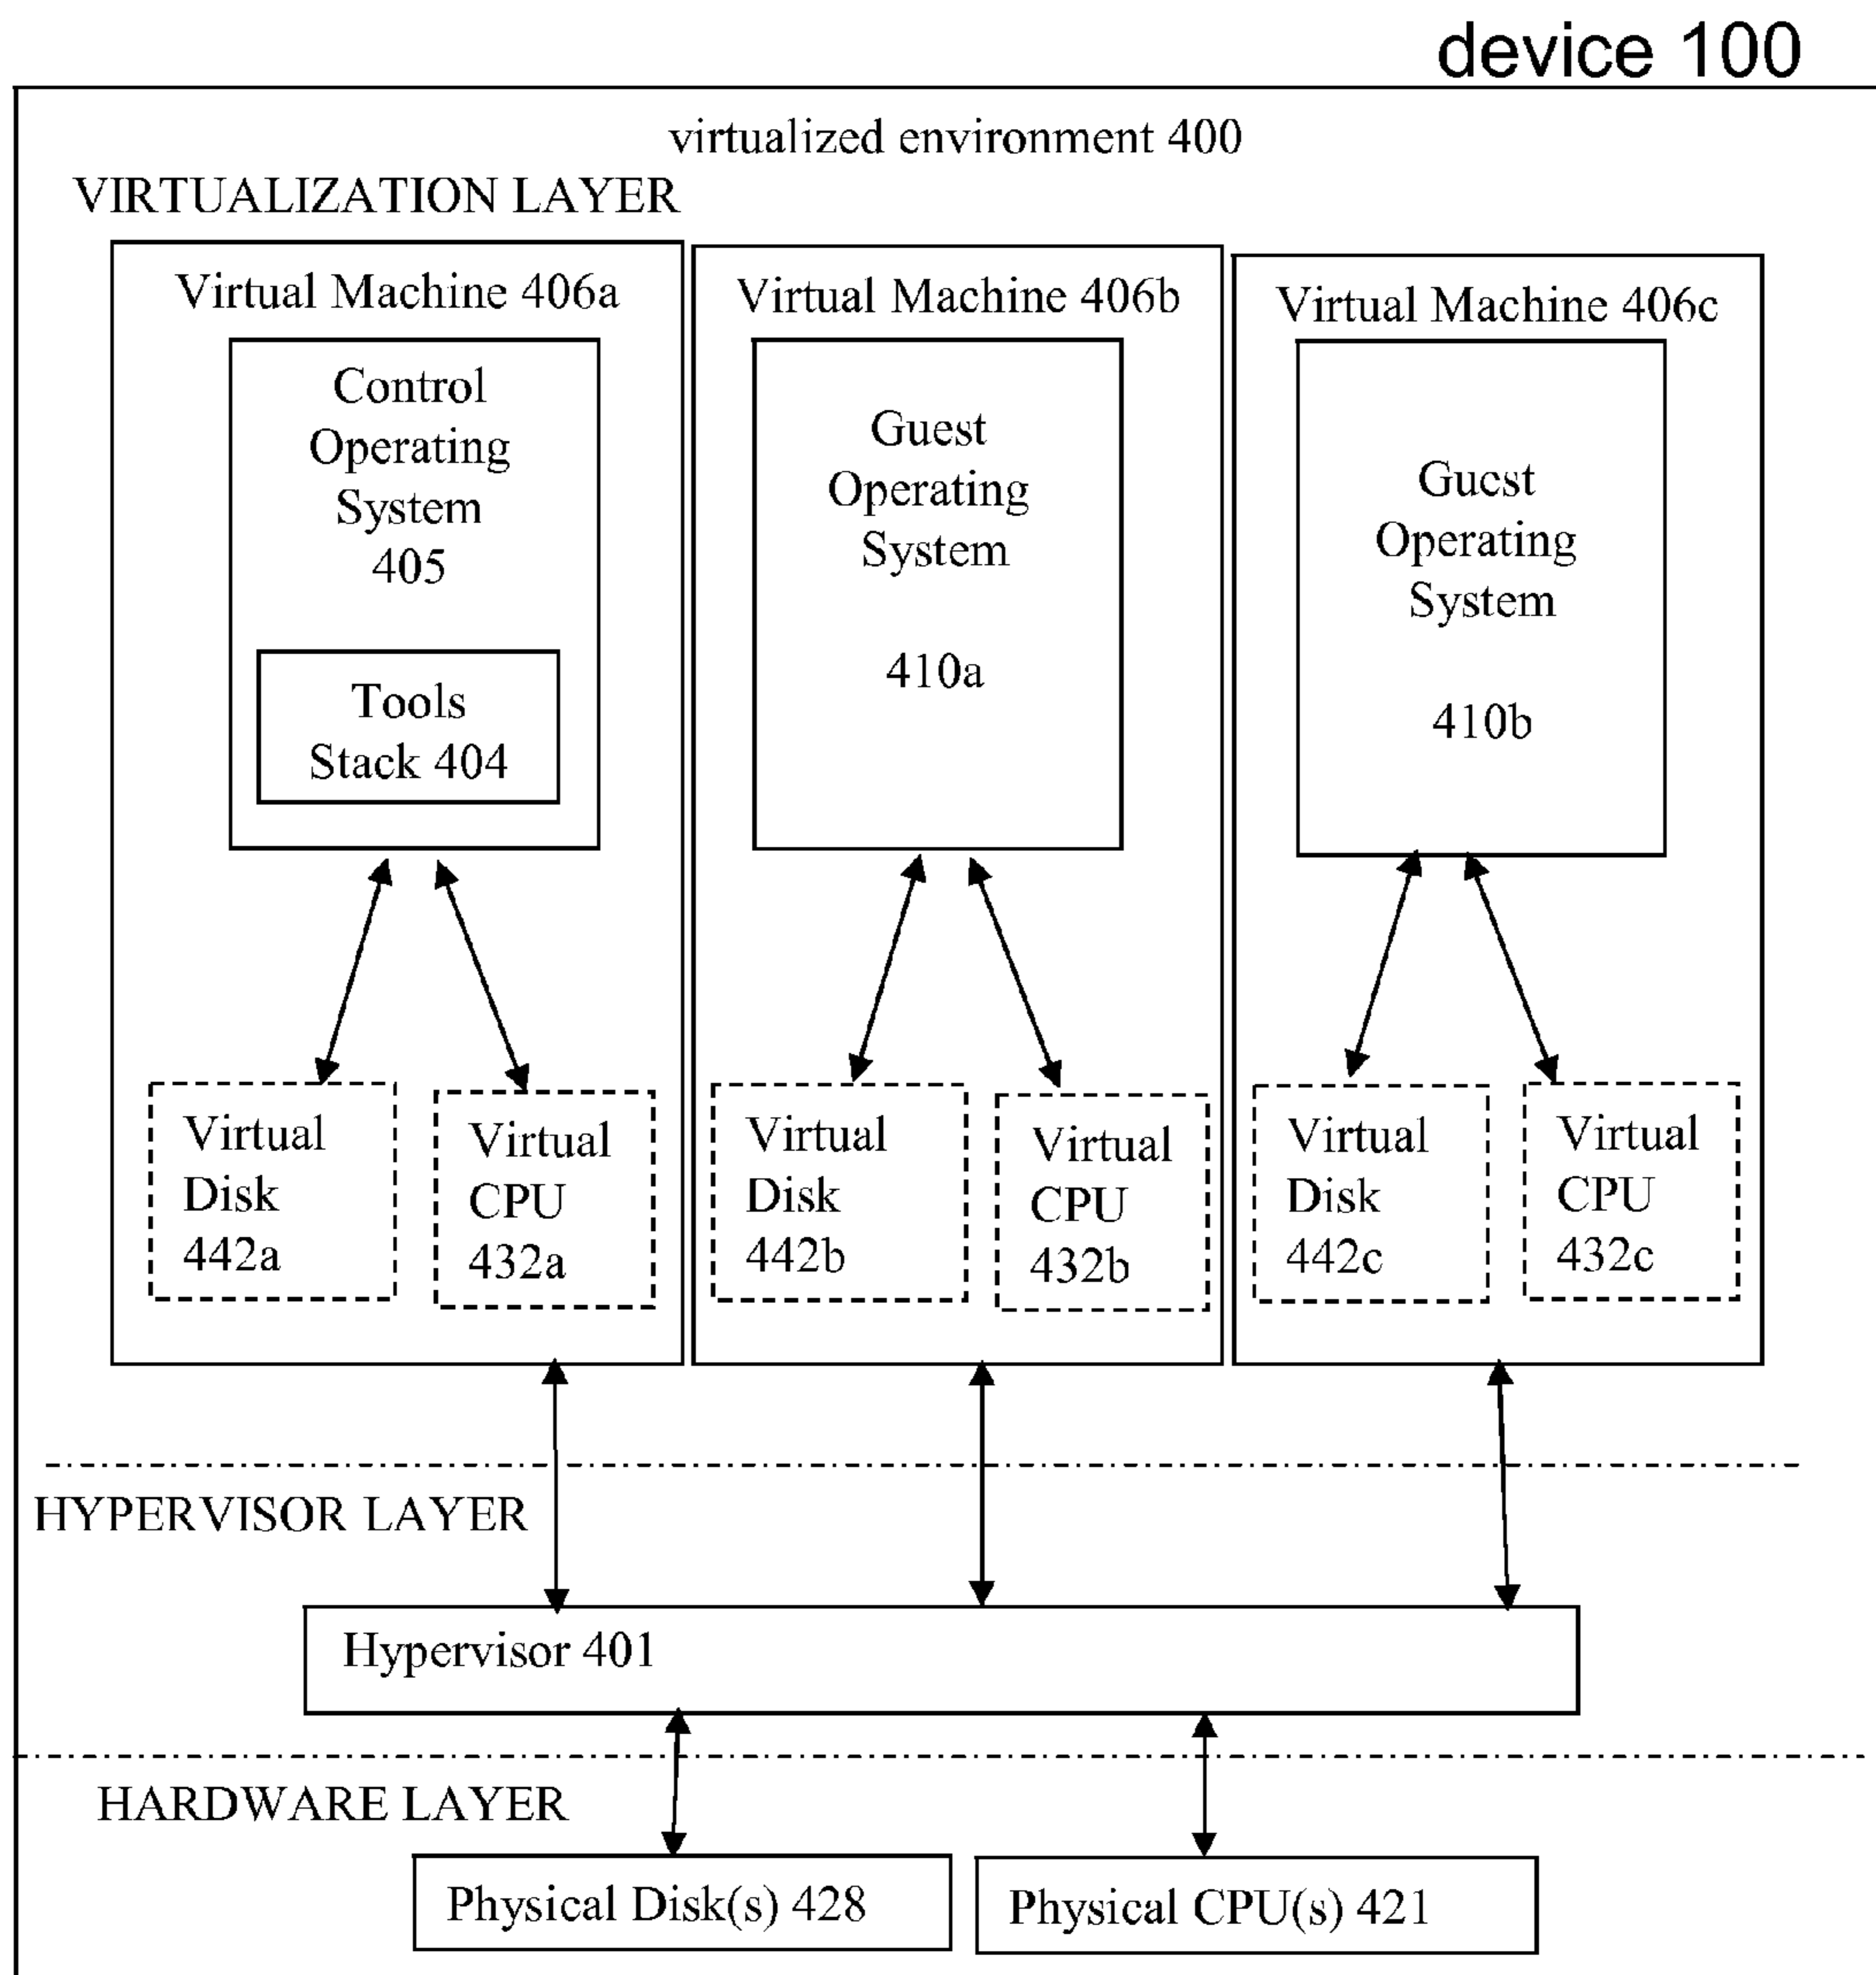 device 100
virtualized environment 400
VIRTUALIZATION LAYER
Virtual Machine 406a
Control
Operating
System
405
Tools
Stack 404
Virtual
Disk
442a
Virtual
CPU
432a
Virtual Machine 406b
Guest
Operating
System
410a
Virtual
Disk
442b
Virtual
CPU
432b
Virtual Machine 406c
Guest
Operating
System
410b
Virtual
Disk
442c
Virtual
CPU
432c
HYPERVISOR LAYER
Hypervisor 401
HARDWARE LAYER
Physical Disk(s) 428
Physical CPU(s) 421